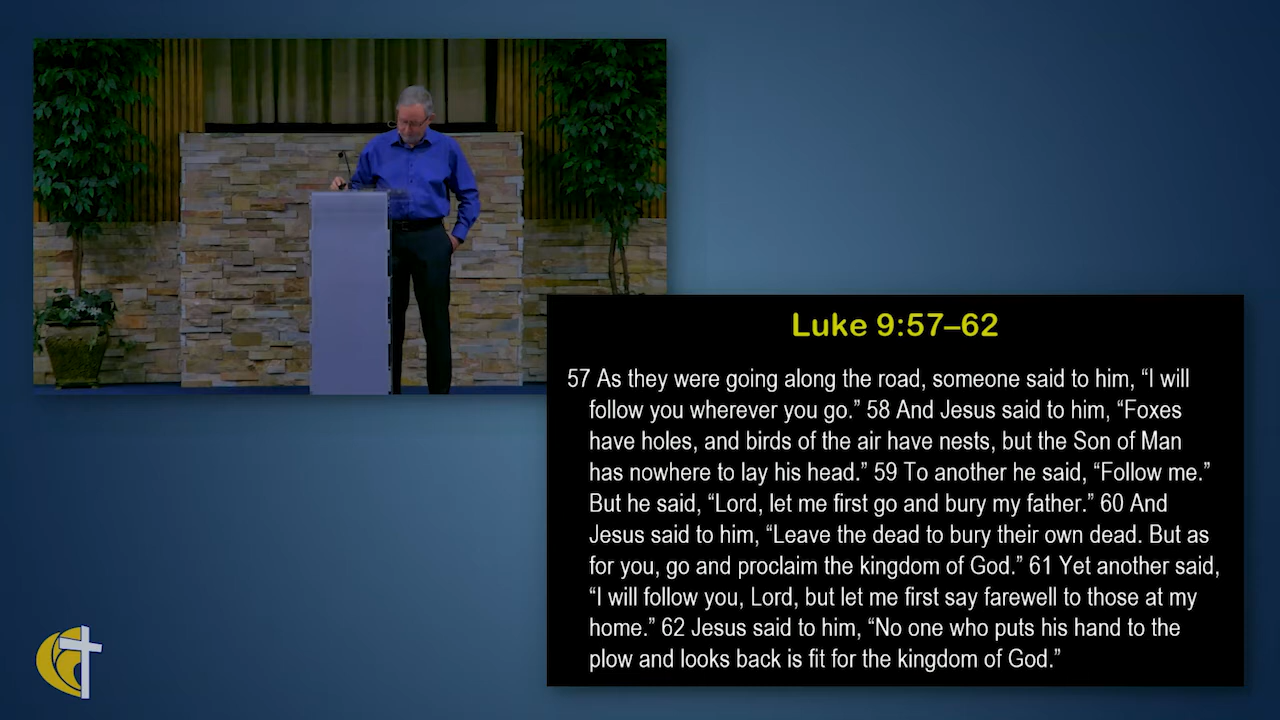 Luke 9:57–62
57 As they were going along the road, someone said to him, “I will
follow you wherever you go.” 58 And Jesus said to him, “Foxes
have holes, and birds of the air have nests, but the Son of Man
has nowhere to lay his head.” 59 To another he said, “Follow me.”
But he said, “Lord, let me first go and bury my father.” 60 And
Jesus said to him, “Leave the dead to bury their own dead. But as
for you, go and proclaim the kingdom of God.” 61 Yet another said,
“I will follow you, Lord, but let me first say farewell to those at my
home.” 62 Jesus said to him, “No one who puts his hand to the
plow and looks back is fit for the kingdom of God.”